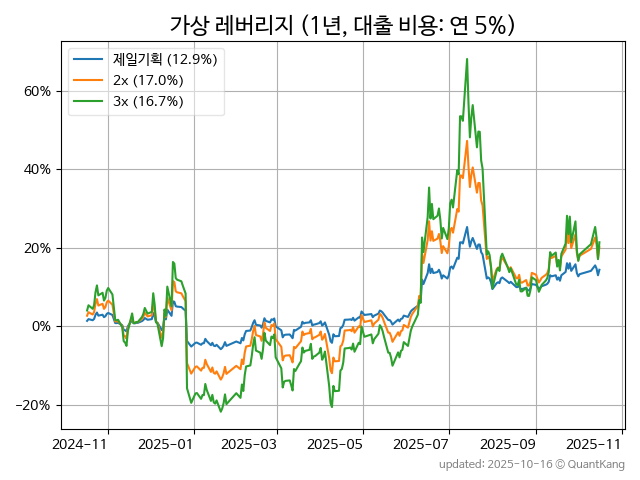 가상 레버리지 (1년, 대출 비용: 연 5%)
제일기획 (12.9%)
2x (17.0%)
3x (16.7%)
60%
40%
20%
0%
−20%
2024-11
2025-01
2025-03
2025-05
2025-07
2025-09
2025-11
updated: 2025-10-16 © QuantKang